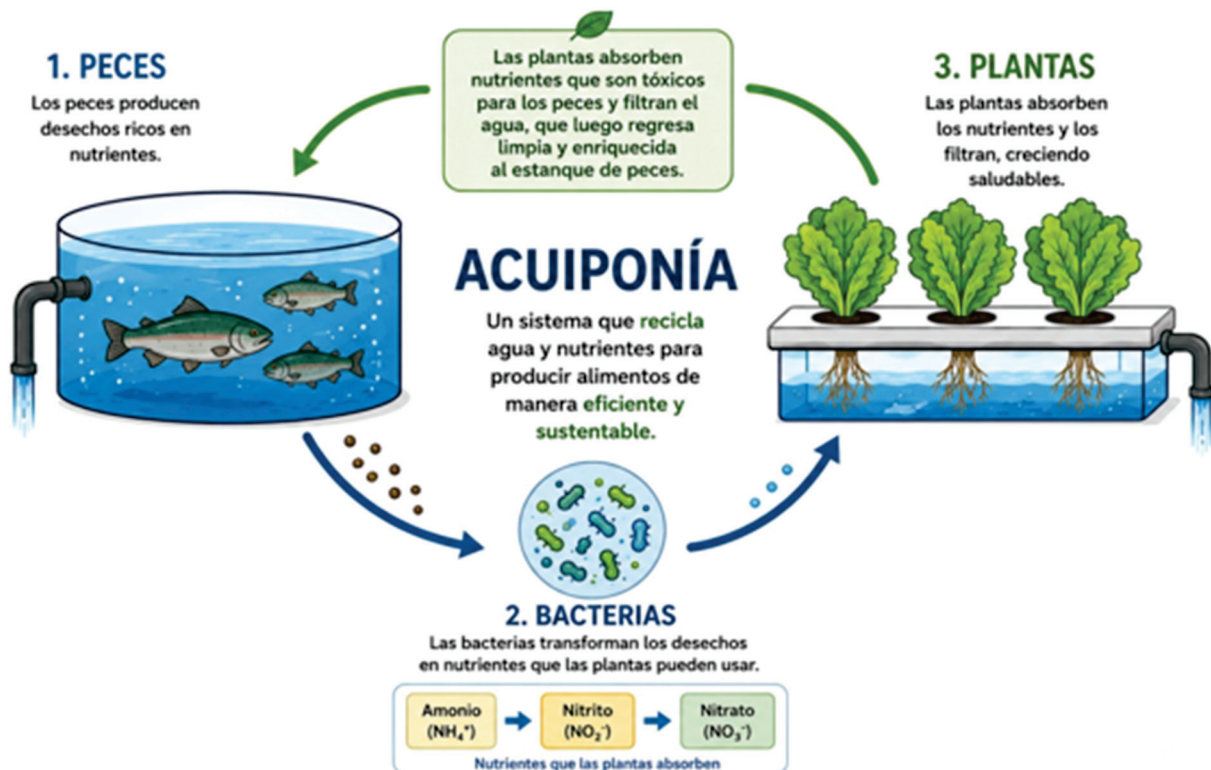 1. PECES
Los peces producen
desechos ricos en
nutrientes.
Las plantas absorben
nutrientes que son tóxicos
para los peces y filtran el
agua, que luego regresa
limpia y enriquecida
al estanque de peces.
3. PLANTAS
Las plantas absorben
los nutrientes y los
filtran, creciendo
saludables.
ACUIPONÍA
Un sistema que recicla
agua y nutrientes para
producir alimentos de
manera eficiente y
sustentable.
2. BACTERIAS
Las bacterias transforman los desechos
en nutrientes que las plantas pueden usar.
Amonio
(NH₄⁺)
Nitrito
(NO₂⁻)
Nitrato
(NO₃⁻)
Nutrientes que las plantas absorben